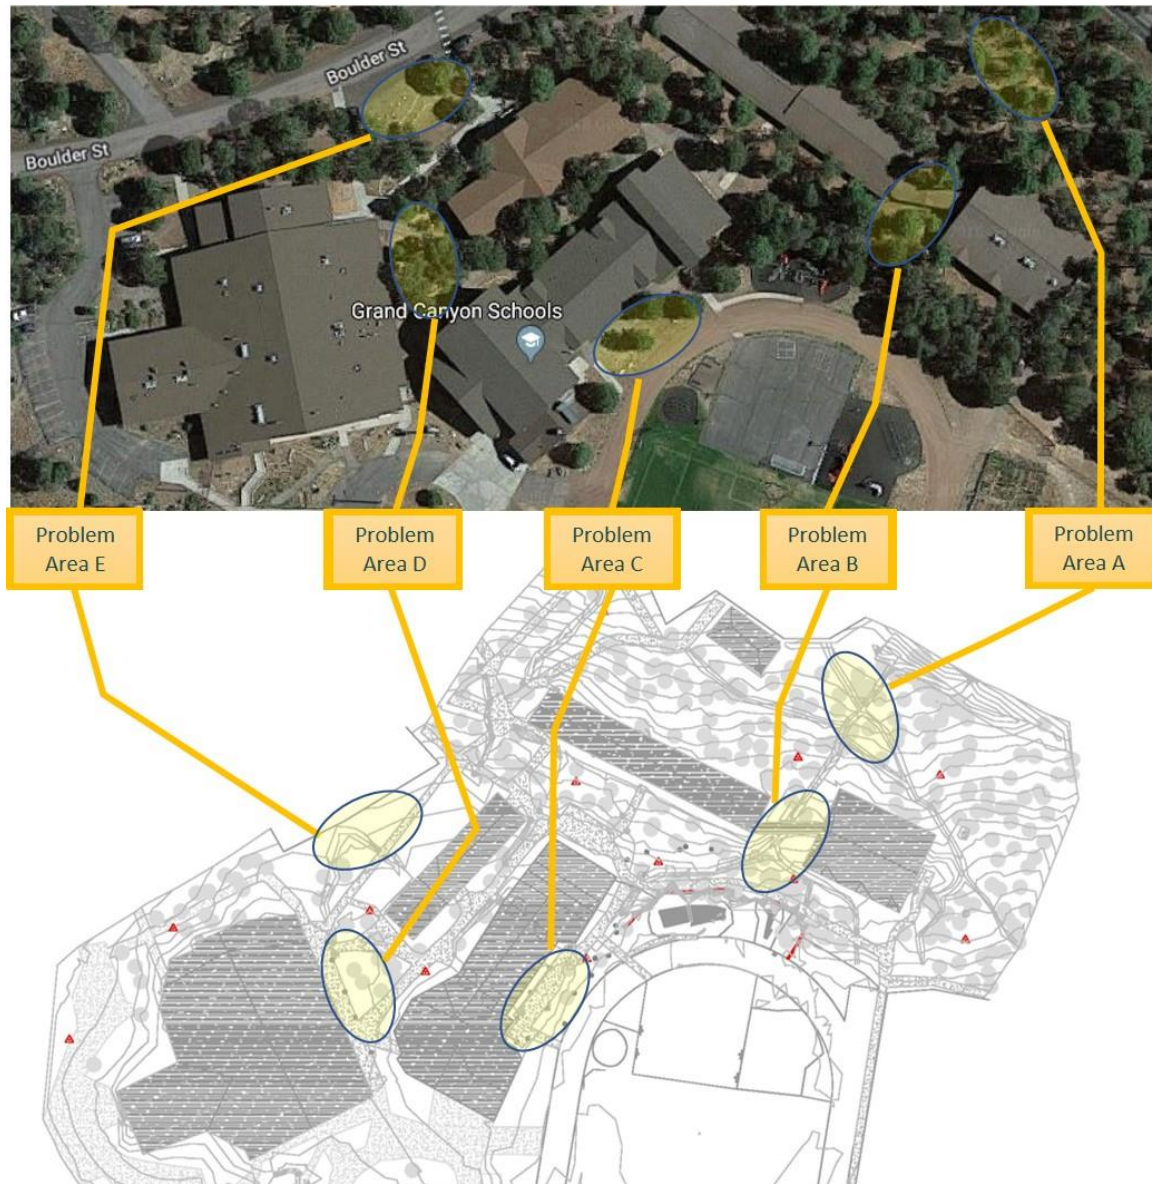 Boulder St
Boulder St
Grand Canyon Schools
Problem
Area E
Problem
Area D
Problem
Area C
Problem
Area B
Problem
Area A